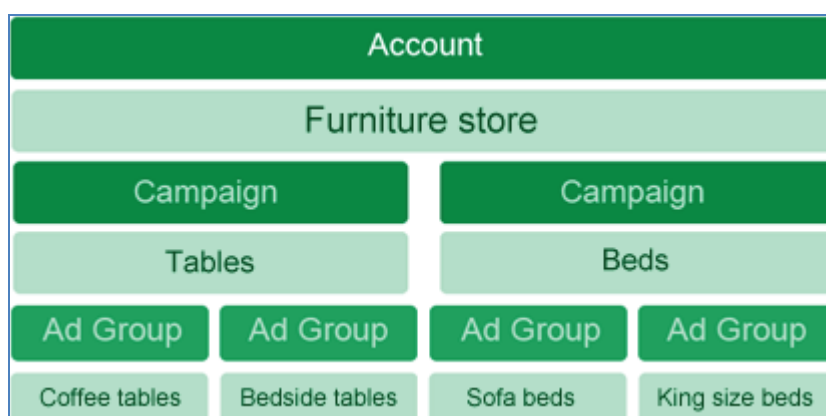 Account
Furniture store
Campaign Campaign
Tables Beds
Ad Group Ad Group Ad Group Ad Group
Coffee tables Bedside tables Sofa beds King size beds